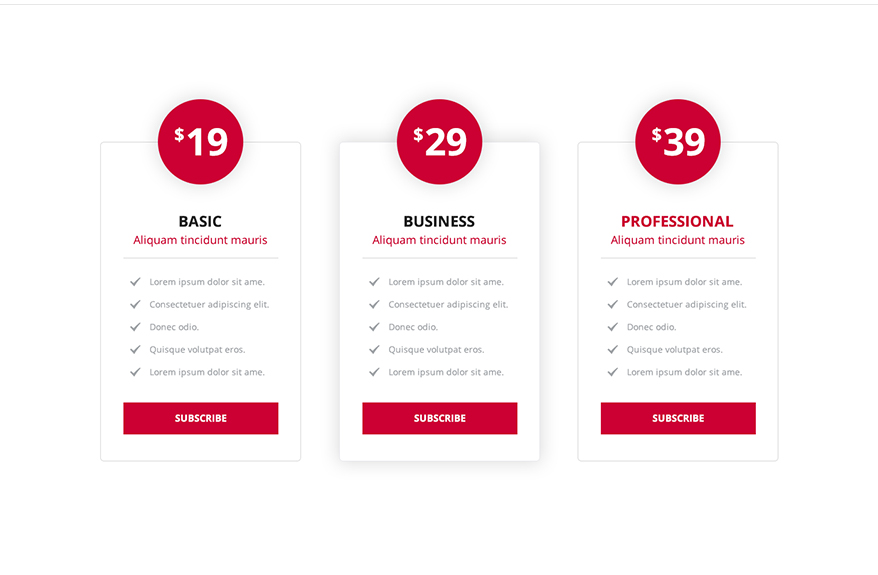 $19
BASIC
Aliquam tincidunt mauris
Lorem ipsum dolor sit ame.
Consectetuer adipiscing elit.
Donec odio.
Quisque volutpat eros.
Lorem ipsum dolor sit ame.
SUBSCRIBE
$29
BUSINESS
Aliquam tincidunt mauris
Lorem ipsum dolor sit ame.
Consectetuer adipiscing elit.
Donec odio.
Quisque volutpat eros.
Lorem ipsum dolor sit ame.
SUBSCRIBE
$39
PROFESSIONAL
Aliquam tincidunt mauris
Lorem ipsum dolor sit ame.
Consectetuer adipiscing elit.
Donec odio.
Quisque volutpat eros.
Lorem ipsum dolor sit ame.
SUBSCRIBE